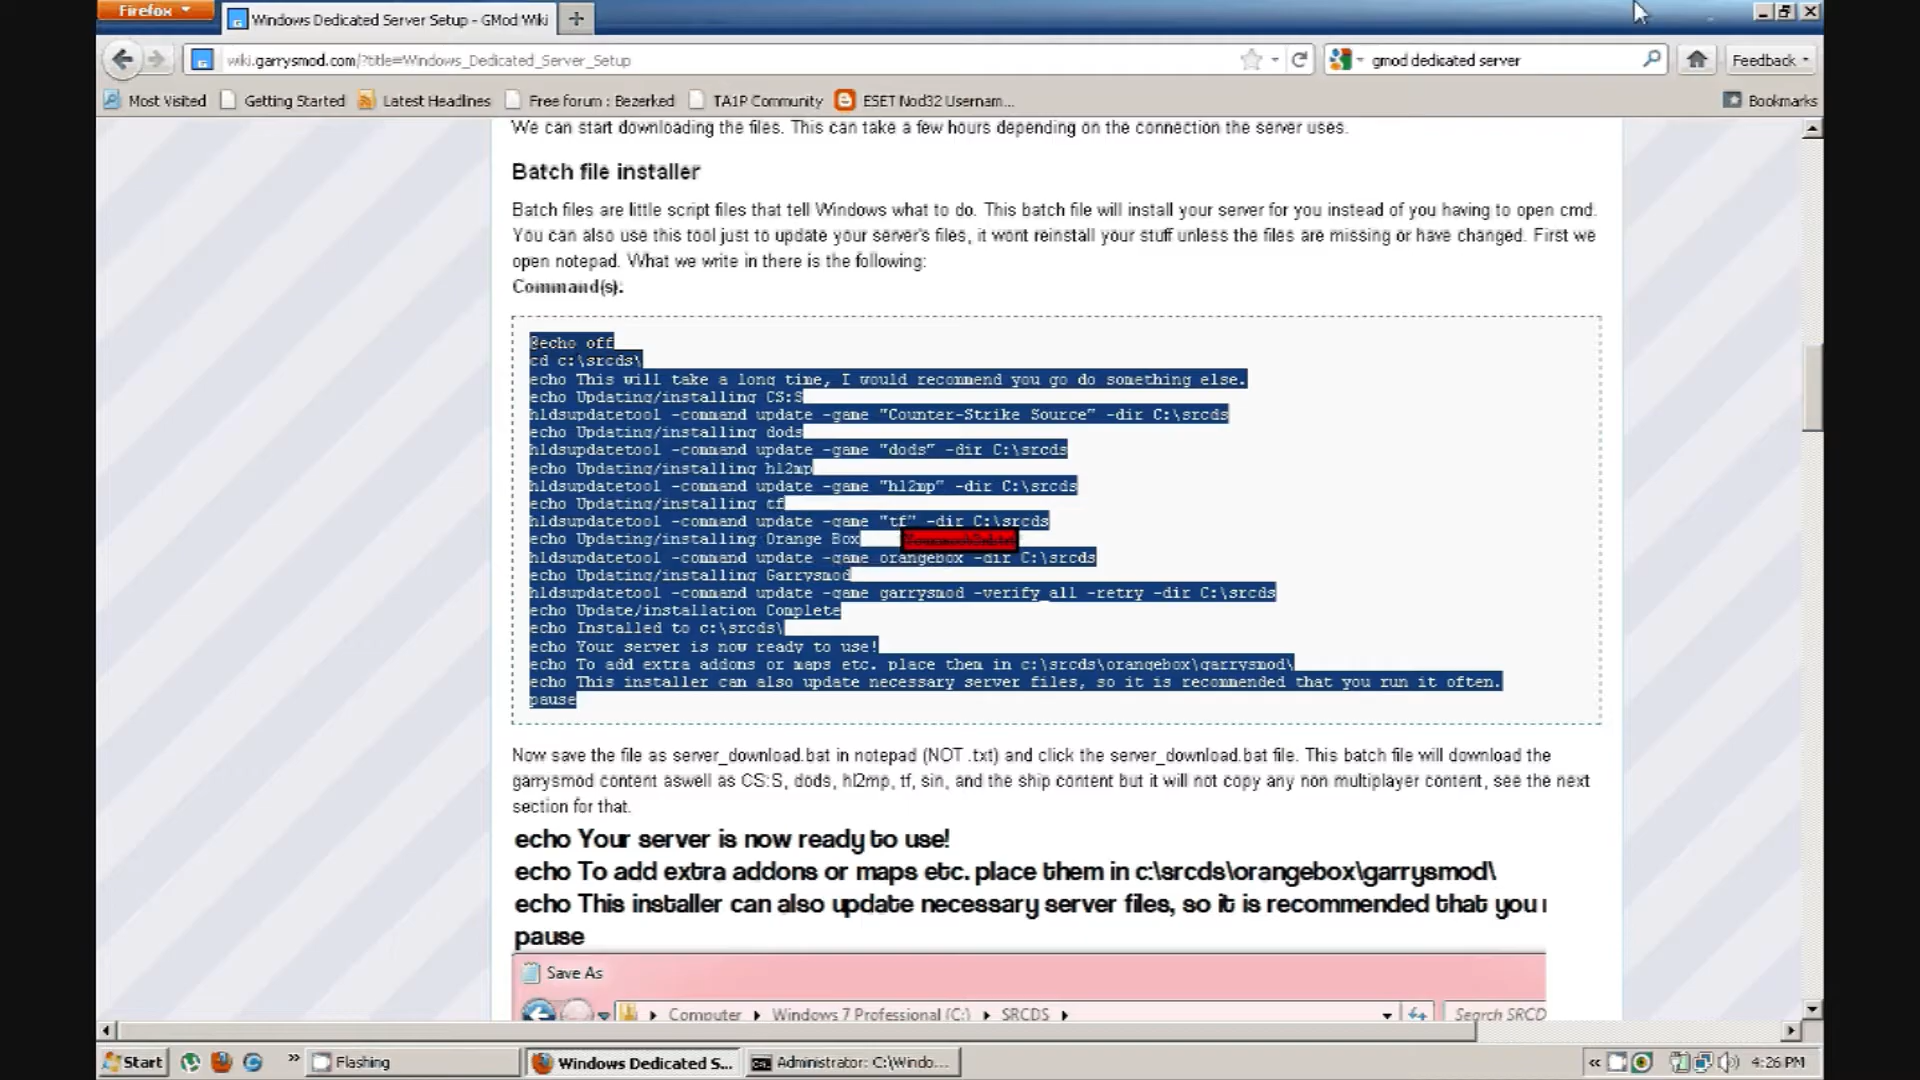 Firefox
Windows Dedicated Server Setup - GMod Wiki
wiki.garrysmod.com/?title=Windows_Dedicated_Server_Setup
gmod dedicated server
Feedback
Most Visited
Getting Started
Latest Headlines
Free forum : Bezerked
TA1P Community
ESET Nod32 Usernam...
Bookmarks
We can start downloading the files. This can take a few hours depending on the connection the server uses.
Batch file installer
Batch files are little script files that tell Windows what to do. This batch file will install your server for you instead of you having to open cmd.
You can also use this tool just to update your server's files, it wont reinstall your stuff unless the files are missing or have changed. First we
open notepad. What we write in there is the following:
Command(s):
@echo off
cd c:\srcds\
echo This will take a long time, I would recommend you go do something else.
echo Updating/installing CS:S
hldsupdatetool -command update -game "Counter-Strike Source" -dir C:\srcds
echo Updating/installing dods
hldsupdatetool -command update -game "dods" -dir C:\srcds
echo Updating/installing hl2mp
hldsupdatetool -command update -game "hl2mp" -dir C:\srcds
echo Updating/installing tf
hldsupdatetool -command update -game "tf" -dir C:\srcds
echo Updating/installing Orange Box
hldsupdatetool -command update -game orangebox -dir C:\srcds
echo Updating/installing Garrysmod
hldsupdatetool -command update -game garrysmod -verify_all -retry -dir C:\srcds
echo Update/installation Complete
echo Installed to c:\srcds\
echo Your server is now ready to use!
echo To add extra addons or maps etc. place them in c:\srcds\orangebox\garrysmod\
echo This installer can also update necessary server files, so it is recommended that you run it often.
pause
Now save the file as server_download.bat in notepad (NOT .txt) and click the server_download.bat file. This batch file will download the
garrysmod content aswell as CS:S, dods, hl2mp, tf, sin, and the ship content but it will not copy any non multiplayer content, see the next
section for that.
echo Your server is now ready to use!
echo To add extra addons or maps etc. place them in c:\srcds\orangebox\garrysmod\
echo This installer can also update necessary server files, so it is recommended that you
pause
Save As
Computer
Windows 7 Professional (C:)
SRCDS
Search SRCD
Start
Flashing
Windows Dedicated S...
Administrator: C:\Windo...
4:26 PM